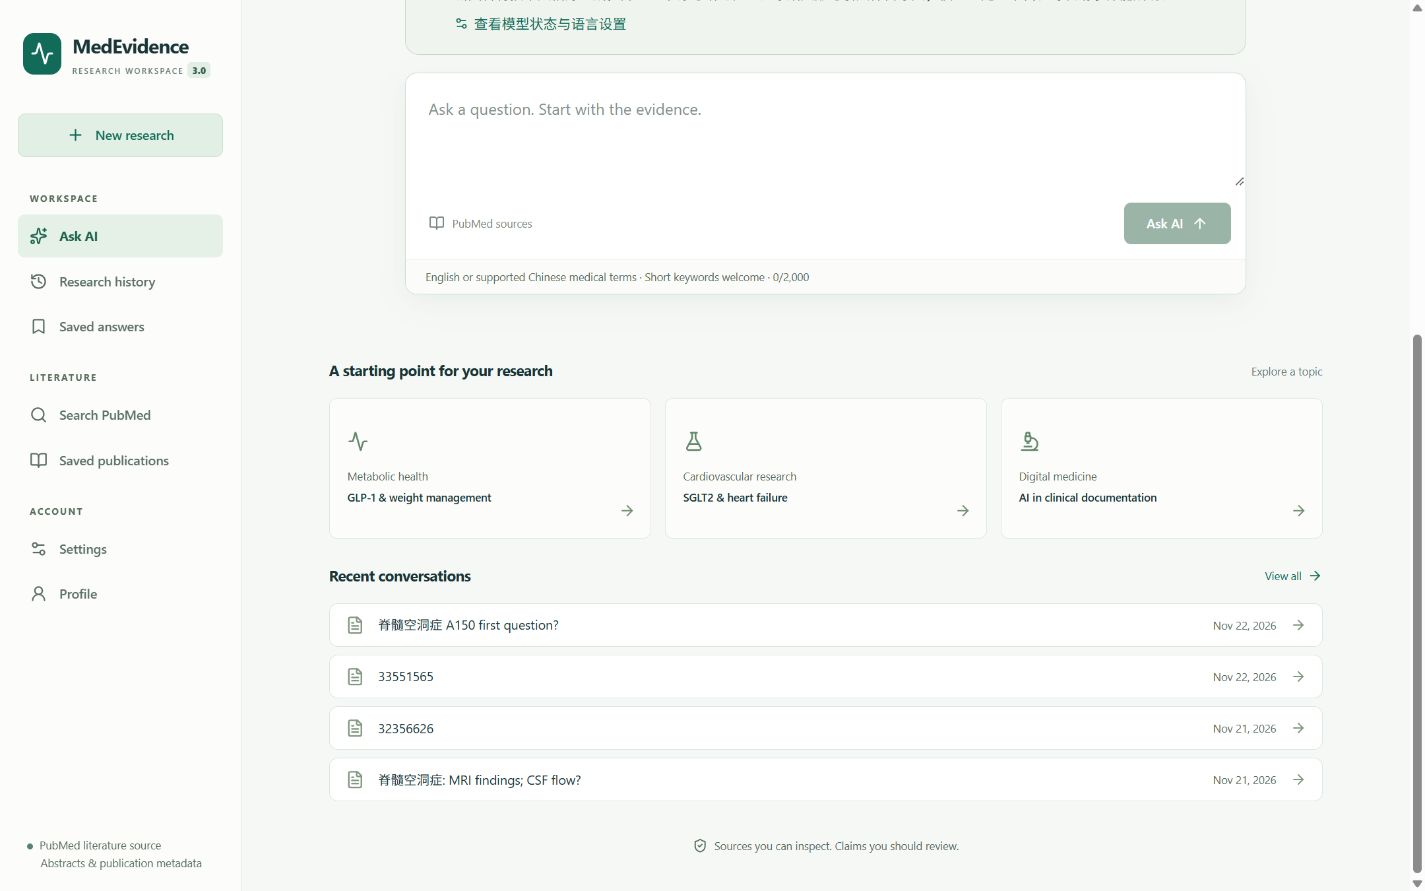 MedEvidence
RESEARCH WORKSPACE 3.0
New research
WORKSPACE
Ask AI
Research history
Saved answers
LITERATURE
Search PubMed
Saved publications
ACCOUNT
Settings
Profile
PubMed literature source
Abstracts & publication metadata
查看模型状态与语言设置
Ask a question. Start with the evidence.
PubMed sources
Ask AI
English or supported Chinese medical terms · Short keywords welcome · 0/2,000
A starting point for your research
Explore a topic
Metabolic health
GLP-1 & weight management
Cardiovascular research
SGLT2 & heart failure
Digital medicine
AI in clinical documentation
Recent conversations
View all
脊髓空洞症 A150 first question?
Nov 22, 2026
33551565
Nov 22, 2026
32356626
Nov 21, 2026
脊髓空洞症: MRI findings; CSF flow?
Nov 21, 2026
Sources you can inspect. Claims you should review.